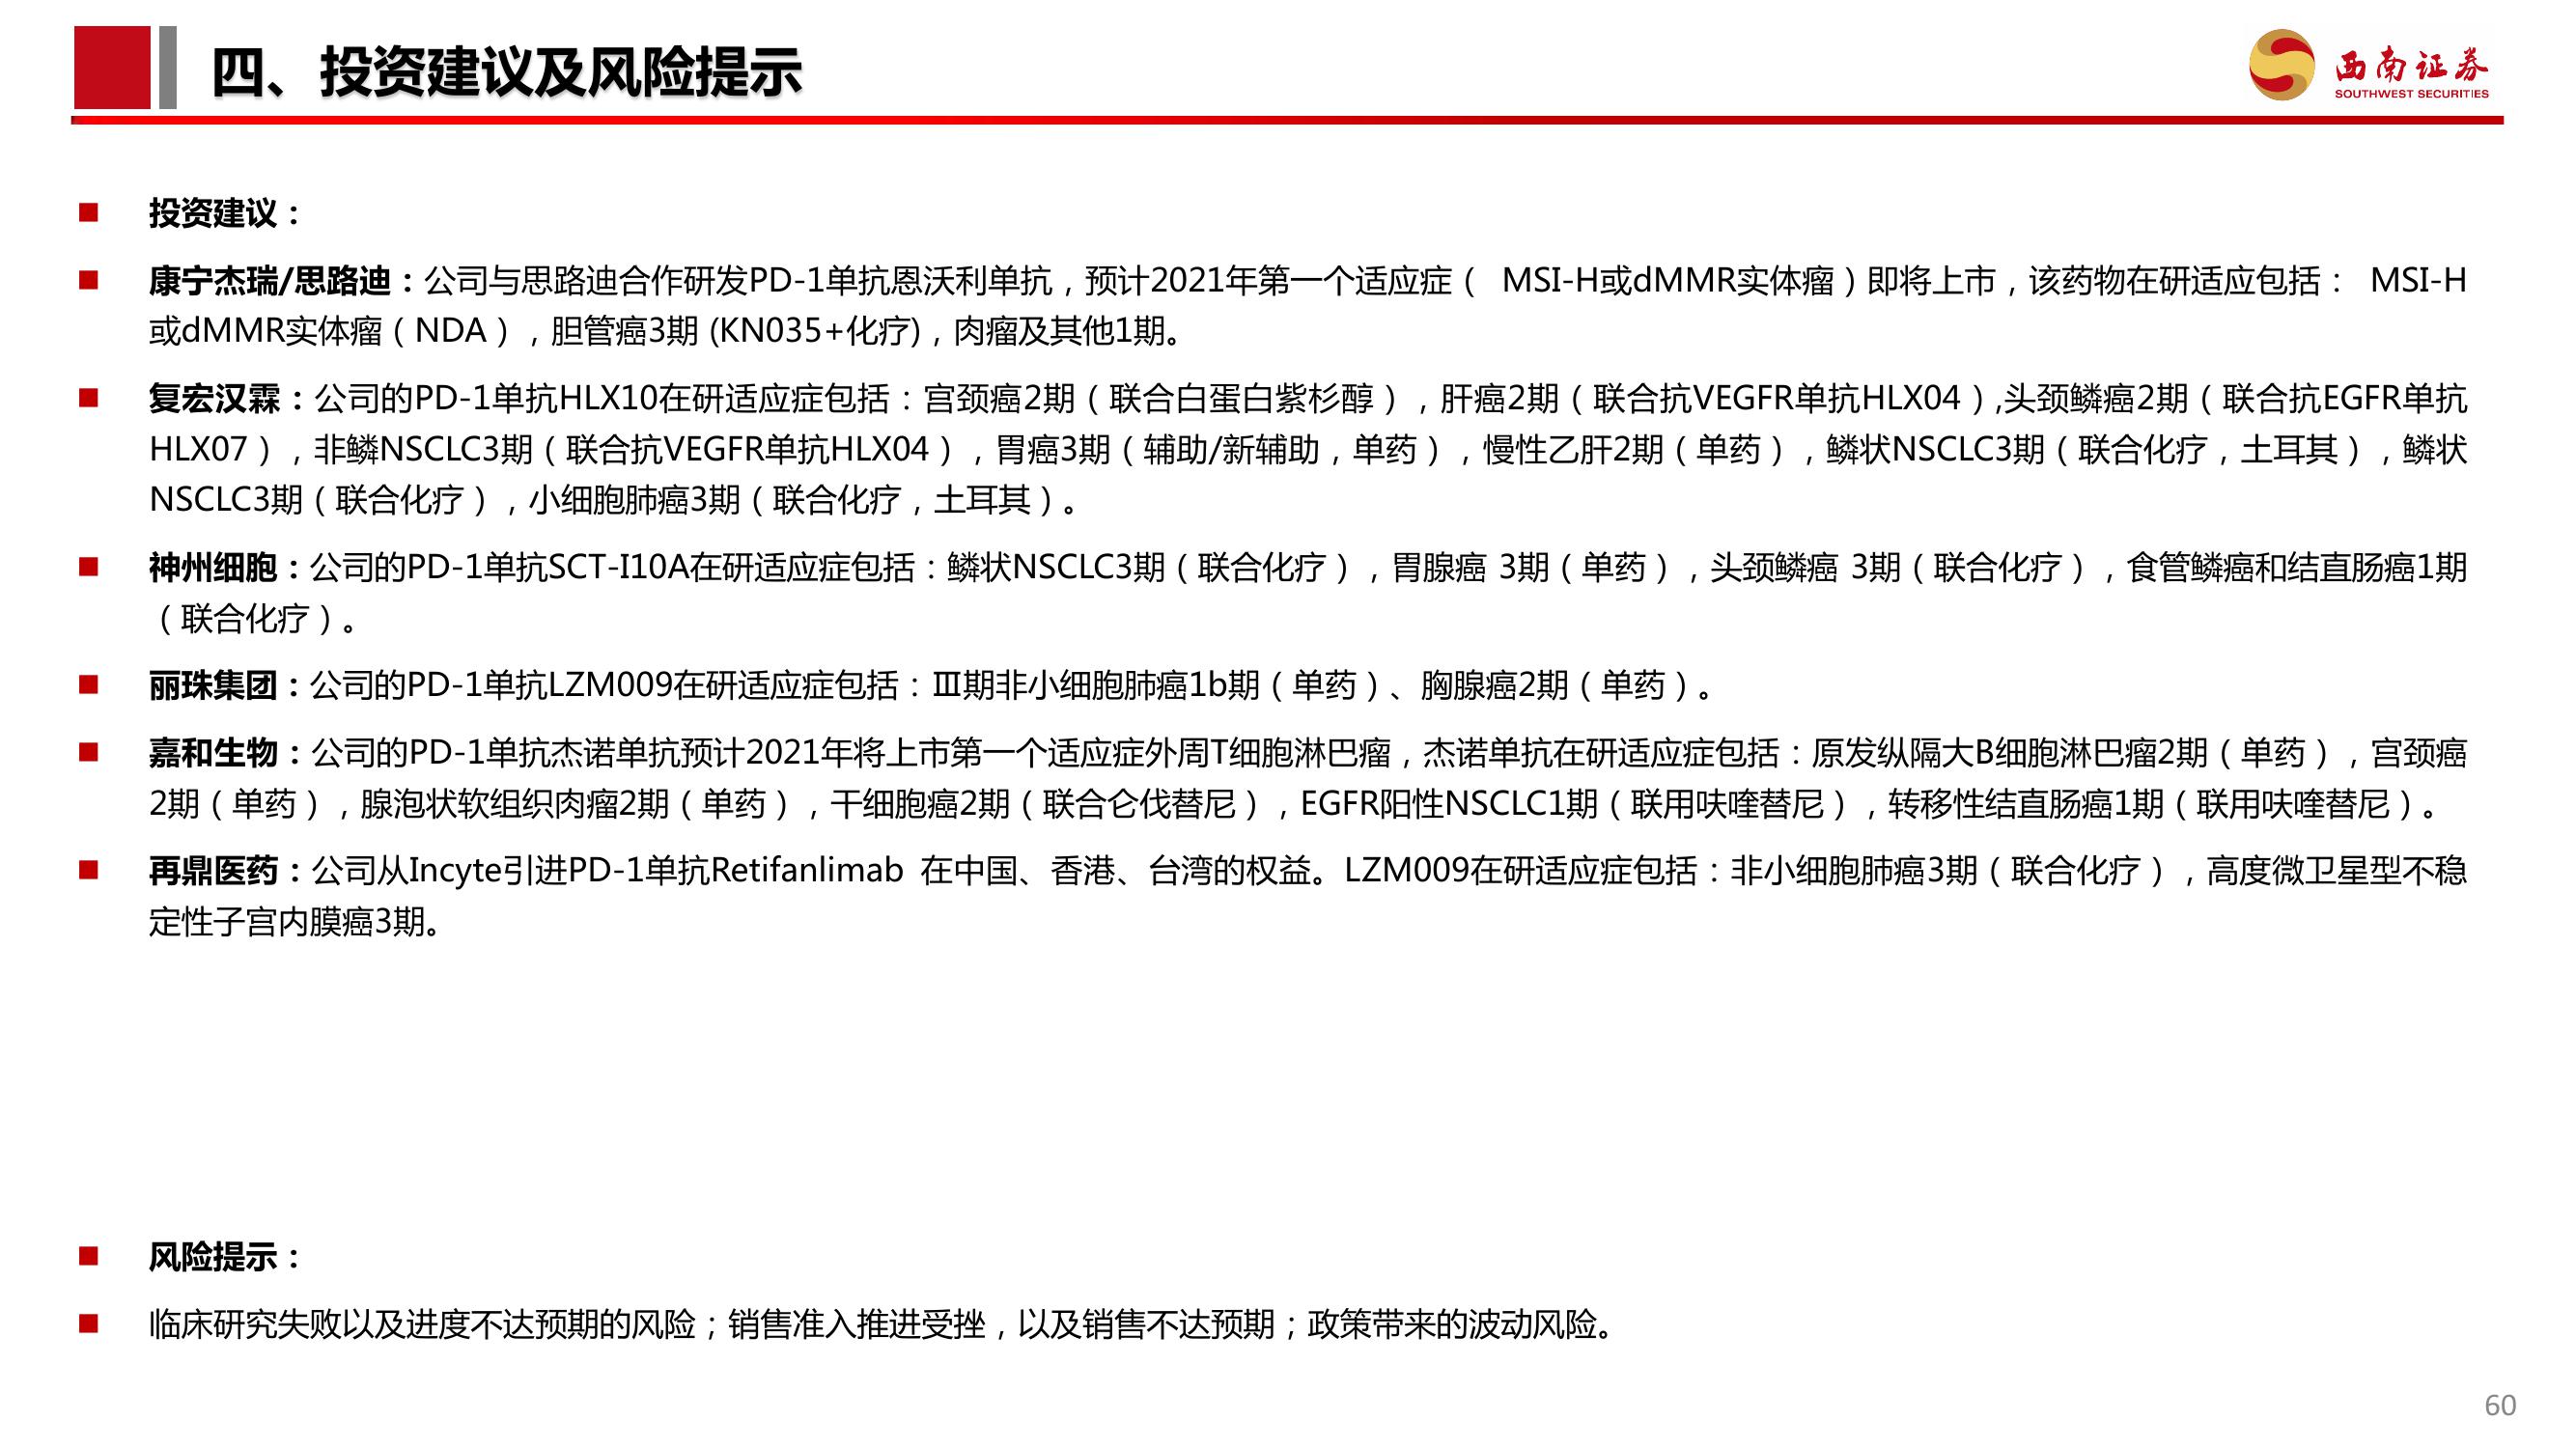 四、投资建议及风险提示
西南证券
SOUTHWEST SECURITIES
■ 投资建议：
■ 康宁杰瑞/思路迪：公司与思路迪合作研发PD-1单抗恩沃利单抗，预计2021年第一个适应症（ MSI-H或dMMR实体瘤）即将上市，该药物在研适应包括： MSI-H
或dMMR实体瘤（NDA），胆管癌3期 (KN035+化疗)，肉瘤及其他1期。
■ 复宏汉霖：公司的PD-1单抗HLX10在研适应症包括：宫颈癌2期（联合白蛋白紫杉醇），肝癌2期（联合抗VEGFR单抗HLX04）,头颈鳞癌2期（联合抗EGFR单抗
HLX07），非鳞NSCLC3期（联合抗VEGFR单抗HLX04），胃癌3期（辅助/新辅助，单药），慢性乙肝2期（单药），鳞状NSCLC3期（联合化疗，土耳其），鳞状
NSCLC3期（联合化疗），小细胞肺癌3期（联合化疗，土耳其）。
■ 神州细胞：公司的PD-1单抗SCT-I10A在研适应症包括：鳞状NSCLC3期（联合化疗），胃腺癌 3期（单药），头颈鳞癌 3期（联合化疗），食管鳞癌和结直肠癌1期
（联合化疗）。
■ 丽珠集团：公司的PD-1单抗LZM009在研适应症包括：Ⅲ期非小细胞肺癌1b期（单药）、胸腺癌2期（单药）。
■ 嘉和生物：公司的PD-1单抗杰诺单抗预计2021年将上市第一个适应症外周T细胞淋巴瘤，杰诺单抗在研适应症包括：原发纵隔大B细胞淋巴瘤2期（单药），宫颈癌
2期（单药），腺泡状软组织肉瘤2期（单药），干细胞癌2期（联合仑伐替尼），EGFR阳性NSCLC1期（联用呋喹替尼），转移性结直肠癌1期（联用呋喹替尼）。
■ 再鼎医药：公司从Incyte引进PD-1单抗Retifanlimab 在中国、香港、台湾的权益。LZM009在研适应症包括：非小细胞肺癌3期（联合化疗），高度微卫星型不稳
定性子宫内膜癌3期。
■ 风险提示：
■ 临床研究失败以及进度不达预期的风险；销售准入推进受挫，以及销售不达预期；政策带来的波动风险。
60